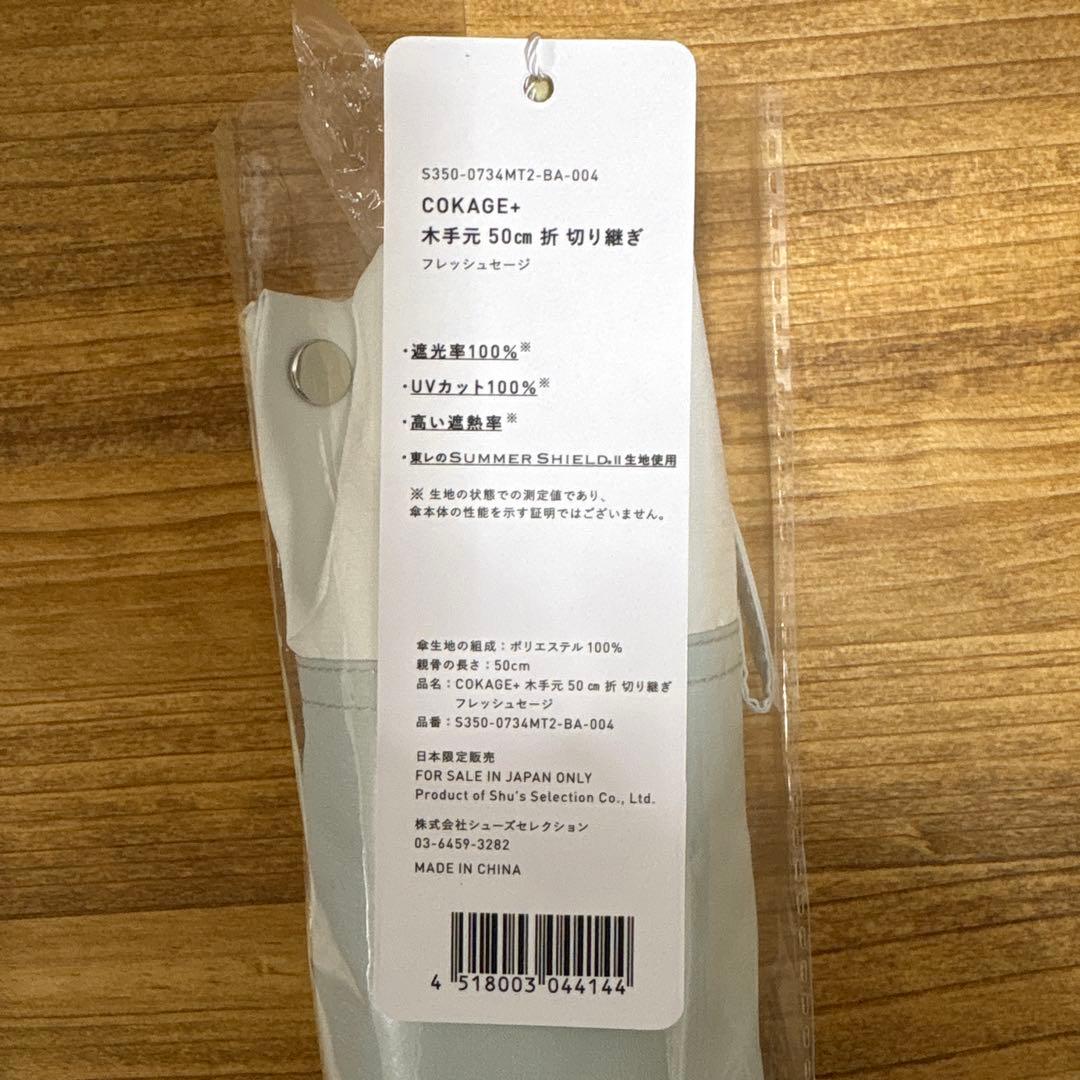 S350-0734MT2-BA-004
COKAGE+
木手元 50㎝ 折 切り継ぎ
フレッシュセージ
・遮光率100%※
・UVカット100%※
・高い遮熱率※
・東レのSUMMER SHIELD®II生地使用
※ 生地の状態での測定値であり、
傘本体の性能を示す証明ではございません。
傘生地の組成：ポリエステル 100%
親骨の長さ：50cm
品名：COKAGE+ 木手元 50 ㎝ 折 切り継ぎ
フレッシュセージ
品番：S350-0734MT2-BA-004
日本限定販売
FOR SALE IN JAPAN ONLY
Product of Shu's Selection Co., Ltd.
株式会社シューズセレクション
03-6459-3282
MADE IN CHINA
4 518003 044144